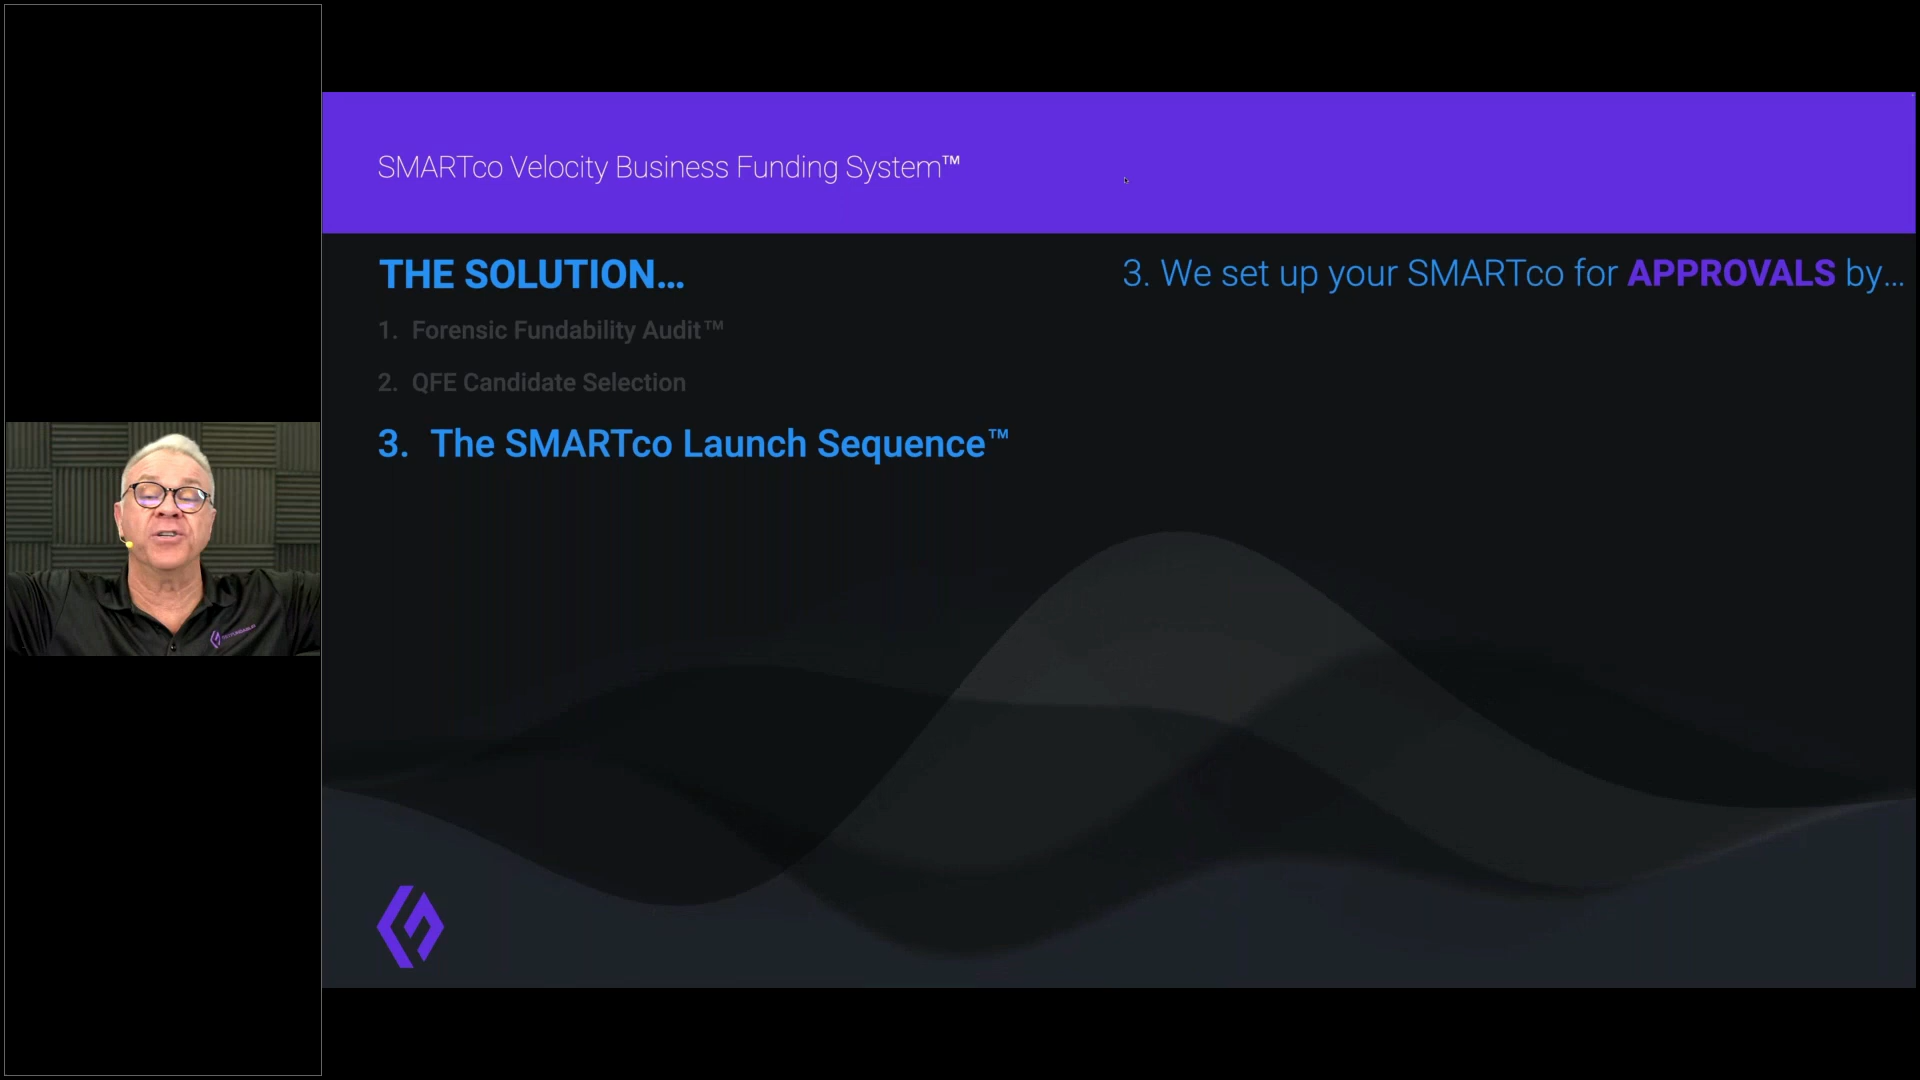 SMARTco Velocity Business Funding System™
THE SOLUTION...
1. Forensic Fundability Audit™
2. QFE Candidate Selection
3. The SMARTco Launch Sequence™
3. We set up your SMARTco for APPROVALS by...